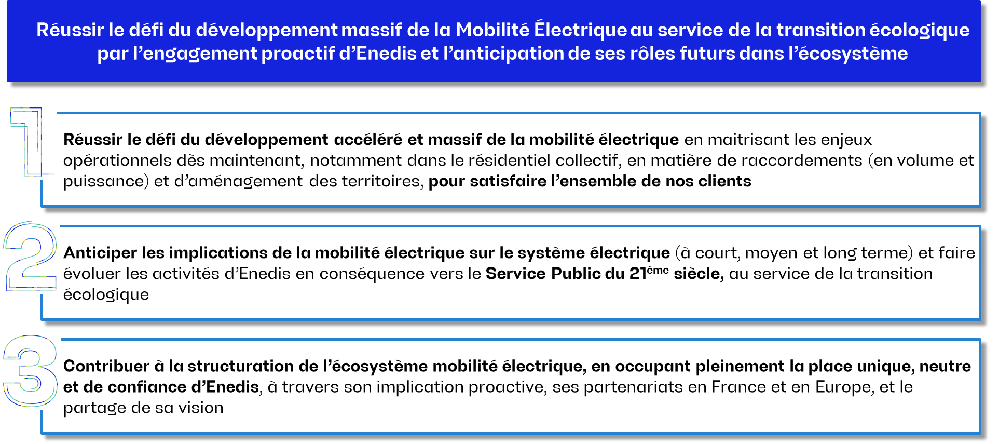 Réussir le défi du développement massif de la Mobilité Électrique au service de la transition écologique
par l’engagement proactif d’Enedis et l’anticipation de ses rôles futurs dans l’écosystème
1
Réussir le défi du développement accéléré et massif de la mobilité électrique en maitrisant les enjeux
opérationnels dès maintenant, notamment dans le résidentiel collectif, en matière de raccordements (en volume et
puissance) et d’aménagement des territoires, pour satisfaire l’ensemble de nos clients
2
Anticiper les implications de la mobilité électrique sur le système électrique (à court, moyen et long terme) et faire
évoluer les activités d’Enedis en conséquence vers le Service Public du 21ème siècle, au service de la transition
écologique
3
Contribuer à la structuration de l’écosystème mobilité électrique, en occupant pleinement la place unique, neutre
et de confiance d’Enedis, à travers son implication proactive, ses partenariats en France et en Europe, et le
partage de sa vision